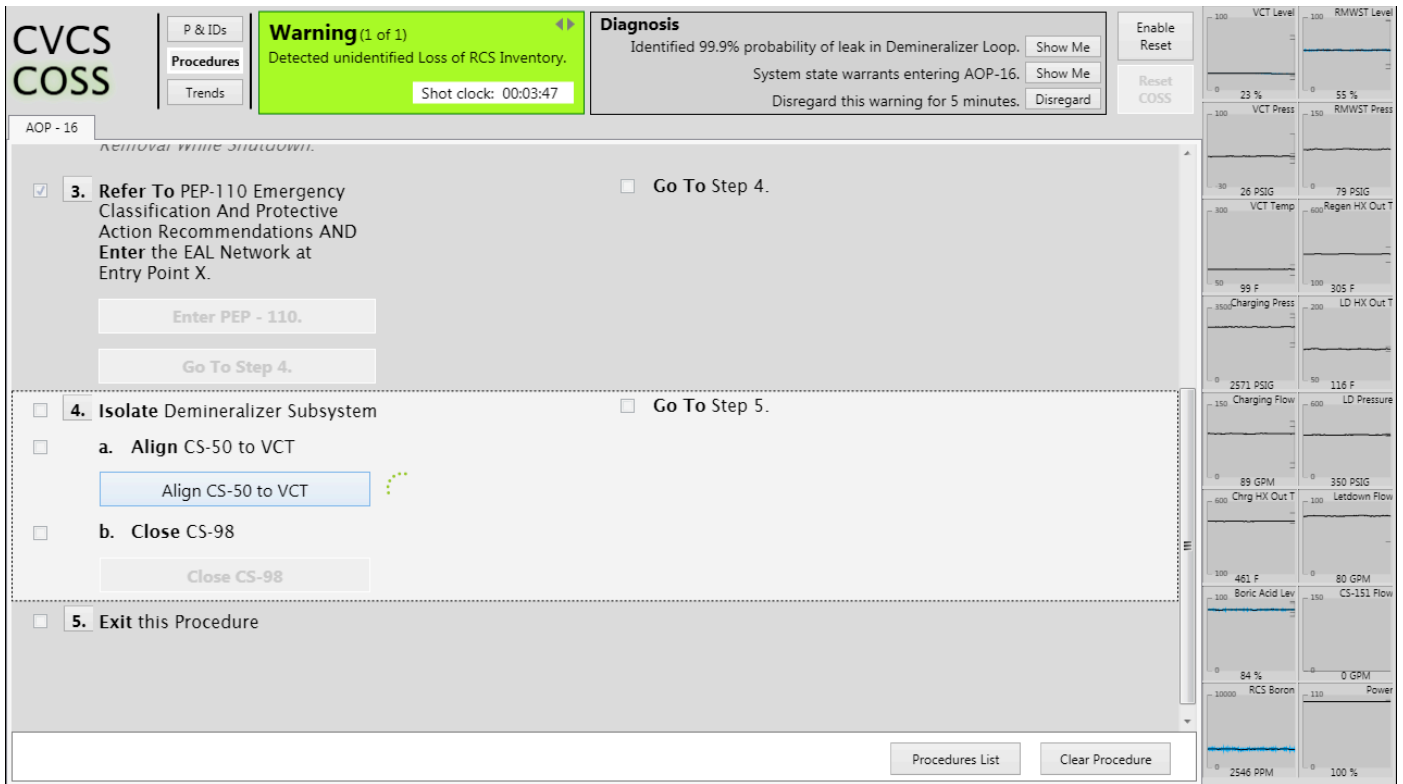 CVCS
COSS
P & IDs
Procedures
Trends
Warning (1 of 1)
Detected unidentified Loss of RCS Inventory.
Shot clock: 00:03:47
Diagnosis
Identified 99.9% probability of leak in Demineralizer Loop. Show Me
System state warrants entering AOP-16. Show Me
Disregard this warning for 5 minutes. Disregard
Enable
Reset
Reset
COSS
AOP - 16
Removal While Shutdown.
3. Refer To PEP-110 Emergency
Classification And Protective
Action Recommendations AND
Enter the EAL Network at
Entry Point X.
Go To Step 4.
Enter PEP - 110.
Go To Step 4.
4. Isolate Demineralizer Subsystem
Go To Step 5.
a. Align CS-50 to VCT
Align CS-50 to VCT
b. Close CS-98
Close CS-98
5. Exit this Procedure
Procedures List
Clear Procedure
100 VCT Level
0 23 %
100 RMWST Level
0 55 %
100 VCT Press
30 26 PSIG
150 RMWST Press
0 79 PSIG
300 VCT Temp
50 99 F
600 Regen HX Out T
100 305 F
3500 Charging Press
0 2571 PSIG
200 LD HX Out T
50 116 F
150 Charging Flow
0 89 GPM
600 LD Pressure
0 350 PSIG
600 Chrg HX Out T
100 461 F
100 Letdown Flow
0 80 GPM
100 Boric Acid Lev
0 84 %
150 CS-151 Flow
0 0 GPM
10000 RCS Boron
0 2546 PPM
110 Power
0 100 %